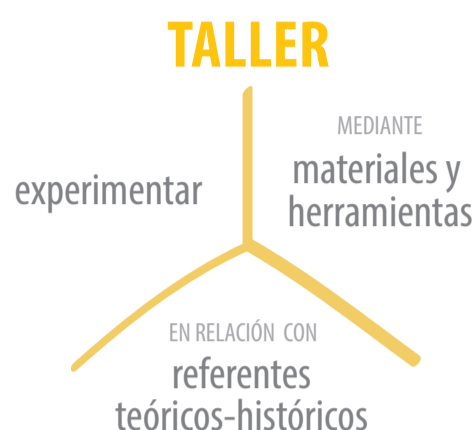 TALLER
experimentar
MEDIANTE
materiales y
herramientas
EN RELACIÓN CON
referentes
teóricos-históricos